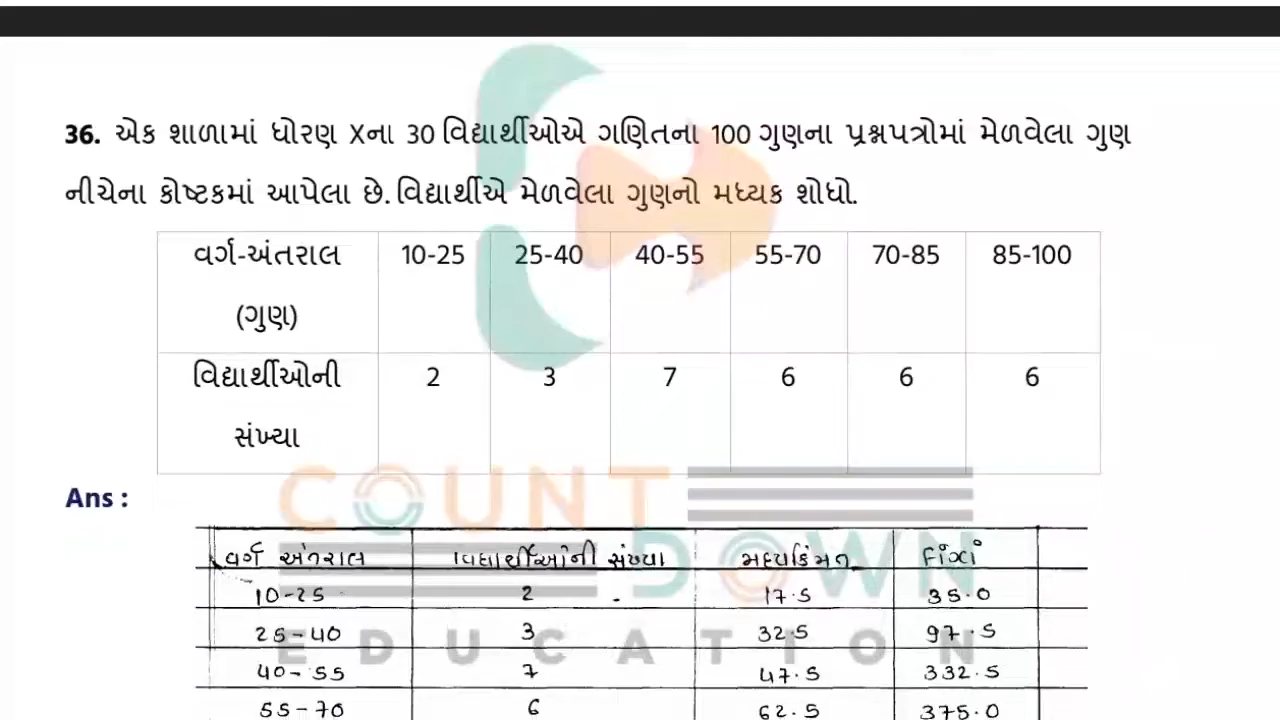 36. એક શાળામાં ધોરણ Xના 30 વિદ્યાર્થીઓએ ગણિતના 100 ગુણના પ્રશ્નપત્રોમાં મેળવેલા ગુણ
નીચેના કોષ્ટકમાં આપેલા છે. વિદ્યાર્થીએ મેળવેલા ગુણનો મધ્યક શોધો.
વર્ગ-અંતરાલ 10-25 25-40 40-55 55-70 70-85 85-100
(ગુણ)
વિદ્યાર્થીઓની 2 3 7 6 6 6
સંખ્યા
COUNT
Ans :
DOWN
વર્ગ અંતરાલ વિદ્યાર્થીઓની સંખ્યા મધ્યકિંમત fixi
10-25 2 17.5 35.0
25-40 3 32.5 97.5
EDUCATION
40-55 7 47.5 332.5
55-70 6 62.5 375.0